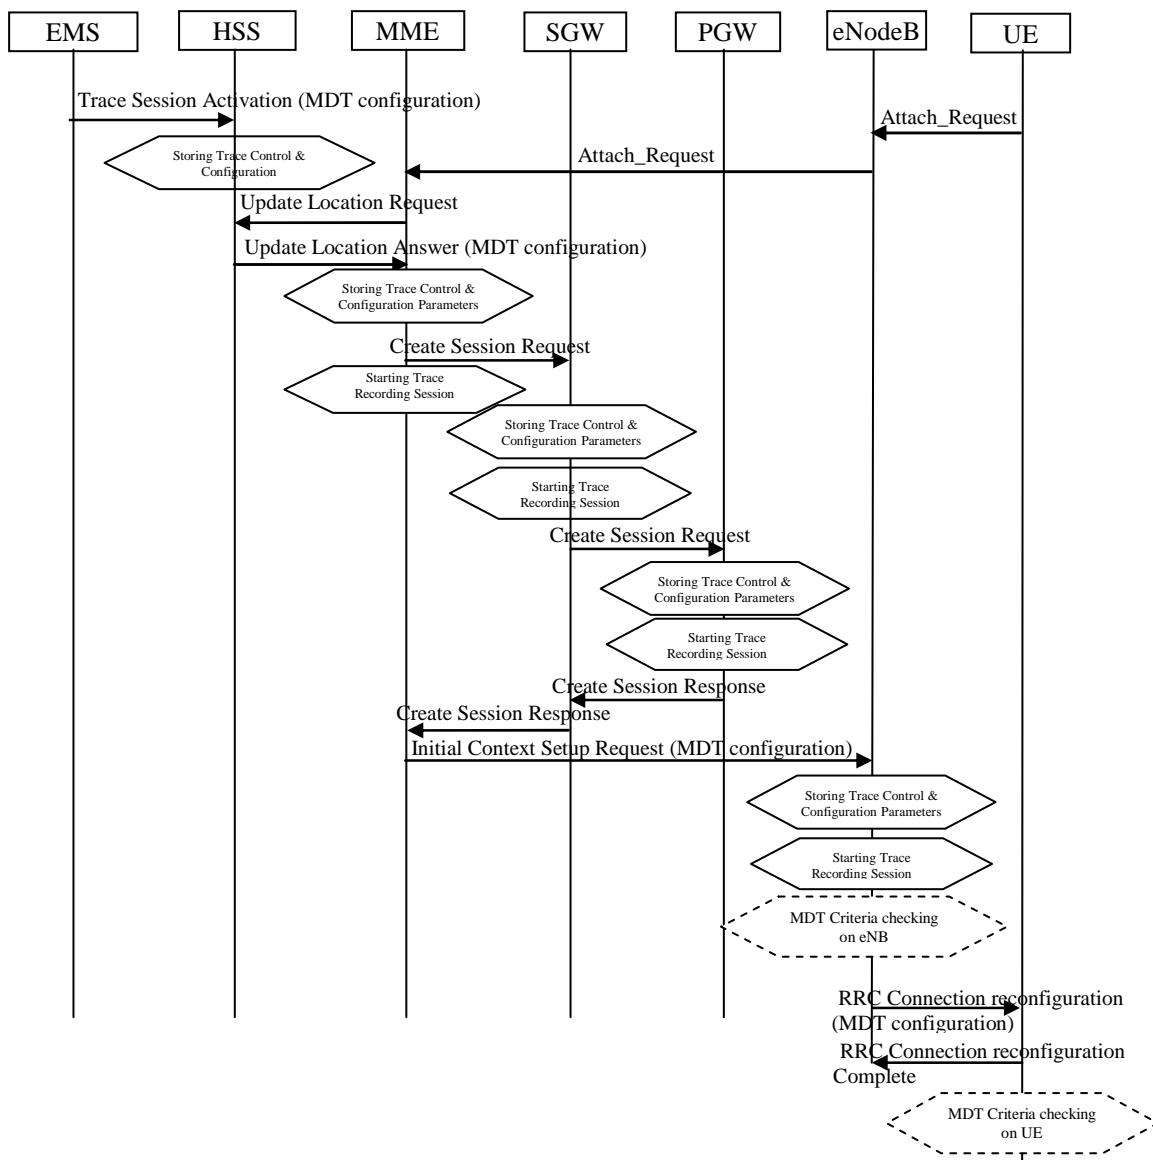 EMS
HSS
MME
SGW
PGW
eNodeB
UE
Trace Session Activation (MDT configuration)
Attach_Request
Storing Trace Control &
Configuration
Attach_Request
Update Location Request
Update Location Answer (MDT configuration)
Storing Trace Control &
Configuration Parameters
Create Session Request
Starting Trace
Recording Session
Storing Trace Control &
Configuration Parameters
Starting Trace
Recording Session
Create Session Request
Storing Trace Control &
Configuration Parameters
Starting Trace
Recording Session
Create Session Response
Create Session Response
Initial Context Setup Request (MDT configuration)
Storing Trace Control &
Configuration Parameters
Starting Trace
Recording Session
MDT Criteria checking
on eNB
RRC Connection reconfiguration
(MDT configuration)
RRC Connection reconfiguration
Complete
MDT Criteria checking
on UE